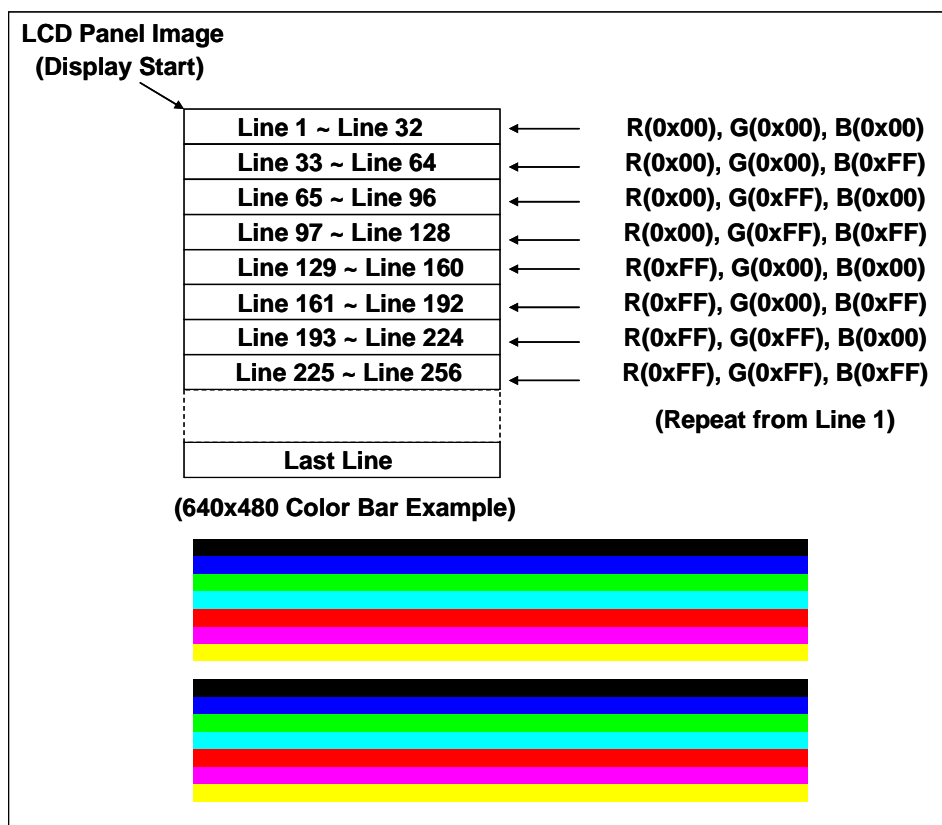 LCD Panel Image
(Display Start)
Line 1 ~ Line 32 R(0x00), G(0x00), B(0x00)
Line 33 ~ Line 64 R(0x00), G(0x00), B(0xFF)
Line 65 ~ Line 96 R(0x00), G(0xFF), B(0x00)
Line 97 ~ Line 128 R(0x00), G(0xFF), B(0xFF)
Line 129 ~ Line 160 R(0xFF), G(0x00), B(0x00)
Line 161 ~ Line 192 R(0xFF), G(0x00), B(0xFF)
Line 193 ~ Line 224 R(0xFF), G(0xFF), B(0x00)
Line 225 ~ Line 256 R(0xFF), G(0xFF), B(0xFF)
(Repeat from Line 1)
Last Line
(640x480 Color Bar Example)